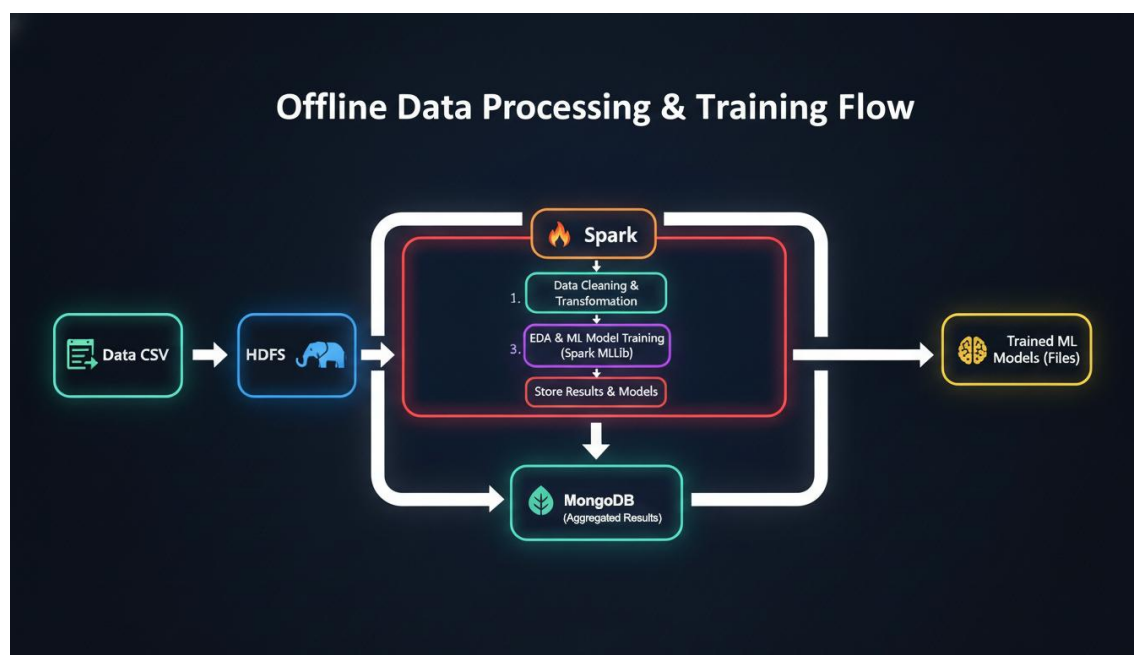 Offline Data Processing & Training Flow
Spark
1.
Data Cleaning &
Transformation
Data CSV
HDFS
3.
EDA & ML Model Training
(Spark MLLib)
Store Results & Models
Trained ML
Models (Files)
MongoDB
(Aggregated Results)